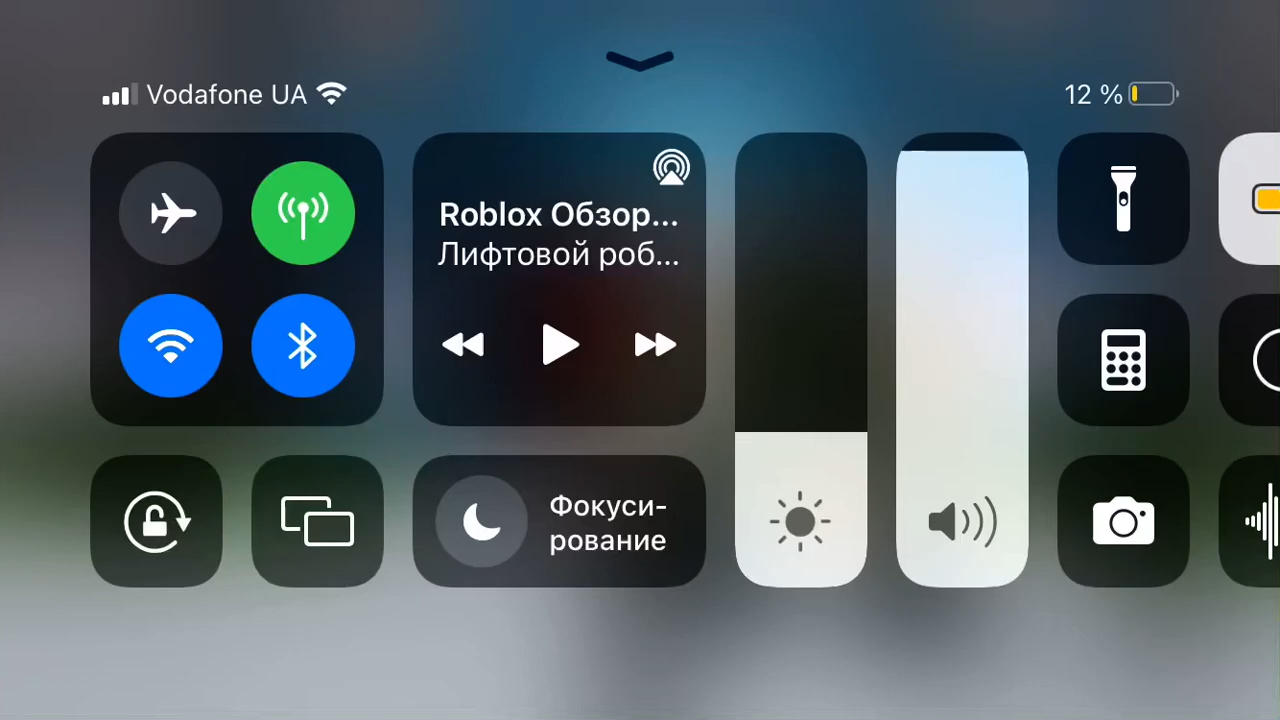 Vodafone UA
12 %
Roblox Обзор...
Лифтовой роб...
Фокуси-
рование